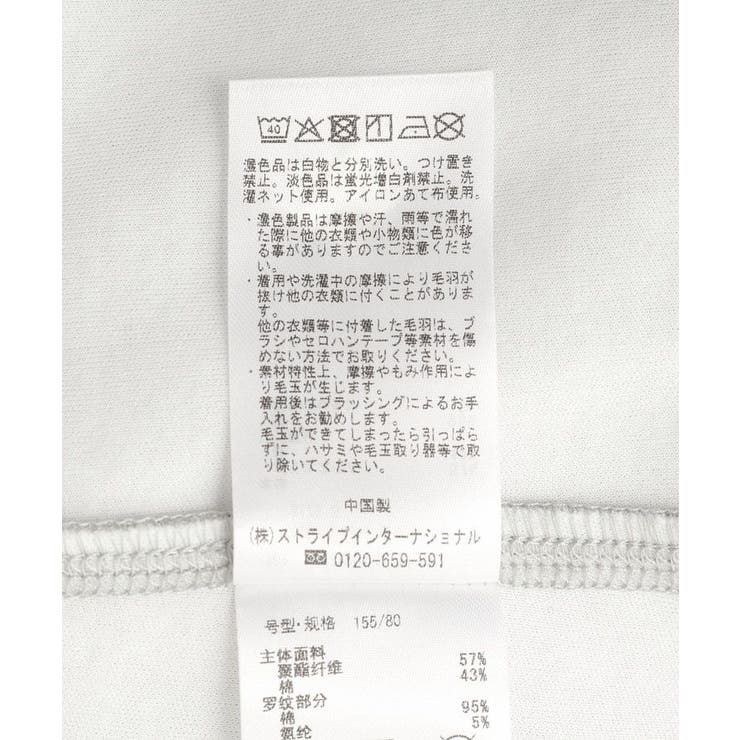 40
濃色品は白物と分別洗い。つけ置き
禁止。淡色品は蛍光増白剤禁止。洗
濯ネット使用。アイロンあて布使用。
・濃色製品は摩擦や汗、雨等で濡れ
た際に他の衣類や小物類に色が移
る事がありますのでご注意くださ
い。
・着用や洗濯中の摩擦により毛羽が
抜け他の衣類に付くことがありま
す。
他の衣類等に付着した毛羽は、ブ
ラシやセロハンテープ等素材を傷
めない方法でお取りください。
・素材特性上、摩擦やもみ作用によ
り毛玉が生じます。
着用後はブラッシングによるお手
入れをお勧めします。
毛玉ができてしまったら引っぱら
ずに、ハサミや毛玉取り器等で取
り除いてください。
中国製
(株)ストライプインターナショナル
0120-659-591
号型·规格 155/80
主体面料
聚酯纤维 57%
棉 43%
罗纹部分
棉 95%
氨纶 5%